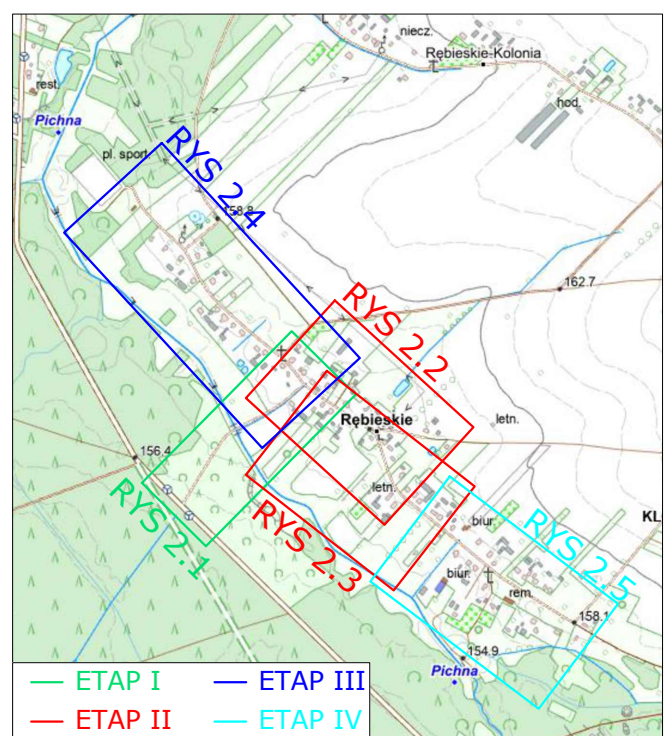 niecz.
Rębieskie-Kolonia
rest.
hod.
Pichna
pl. sport.
RYS 2.4
158.8
162.7
RYS 2.2
Rębieskie
letn.
156.4
letn.
RYS 2.1
RYS 2.3
biur.
RYS 2.5
KL
biur.
rem.
158.1
154.9
Pichna
ETAP I
ETAP III
ETAP II
ETAP IV